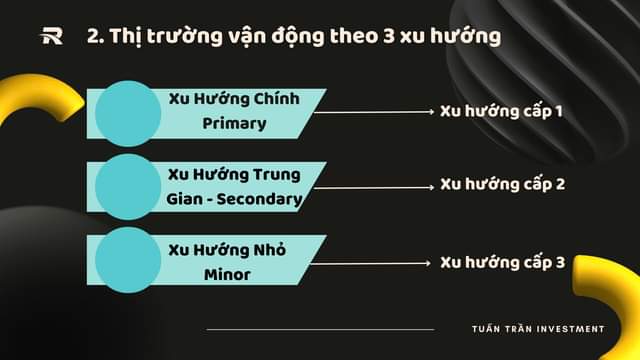 2. Thị trường vận động theo 3 xu hướng
Xu Hướng Chính
Primary
Xu hướng cấp 1
Xu Hướng Trung
Gian - Secondary
Xu hướng cấp 2
Xu Hướng Nhỏ
Minor
Xu hướng cấp 3
TUẤN TRẦN INVESTMENT